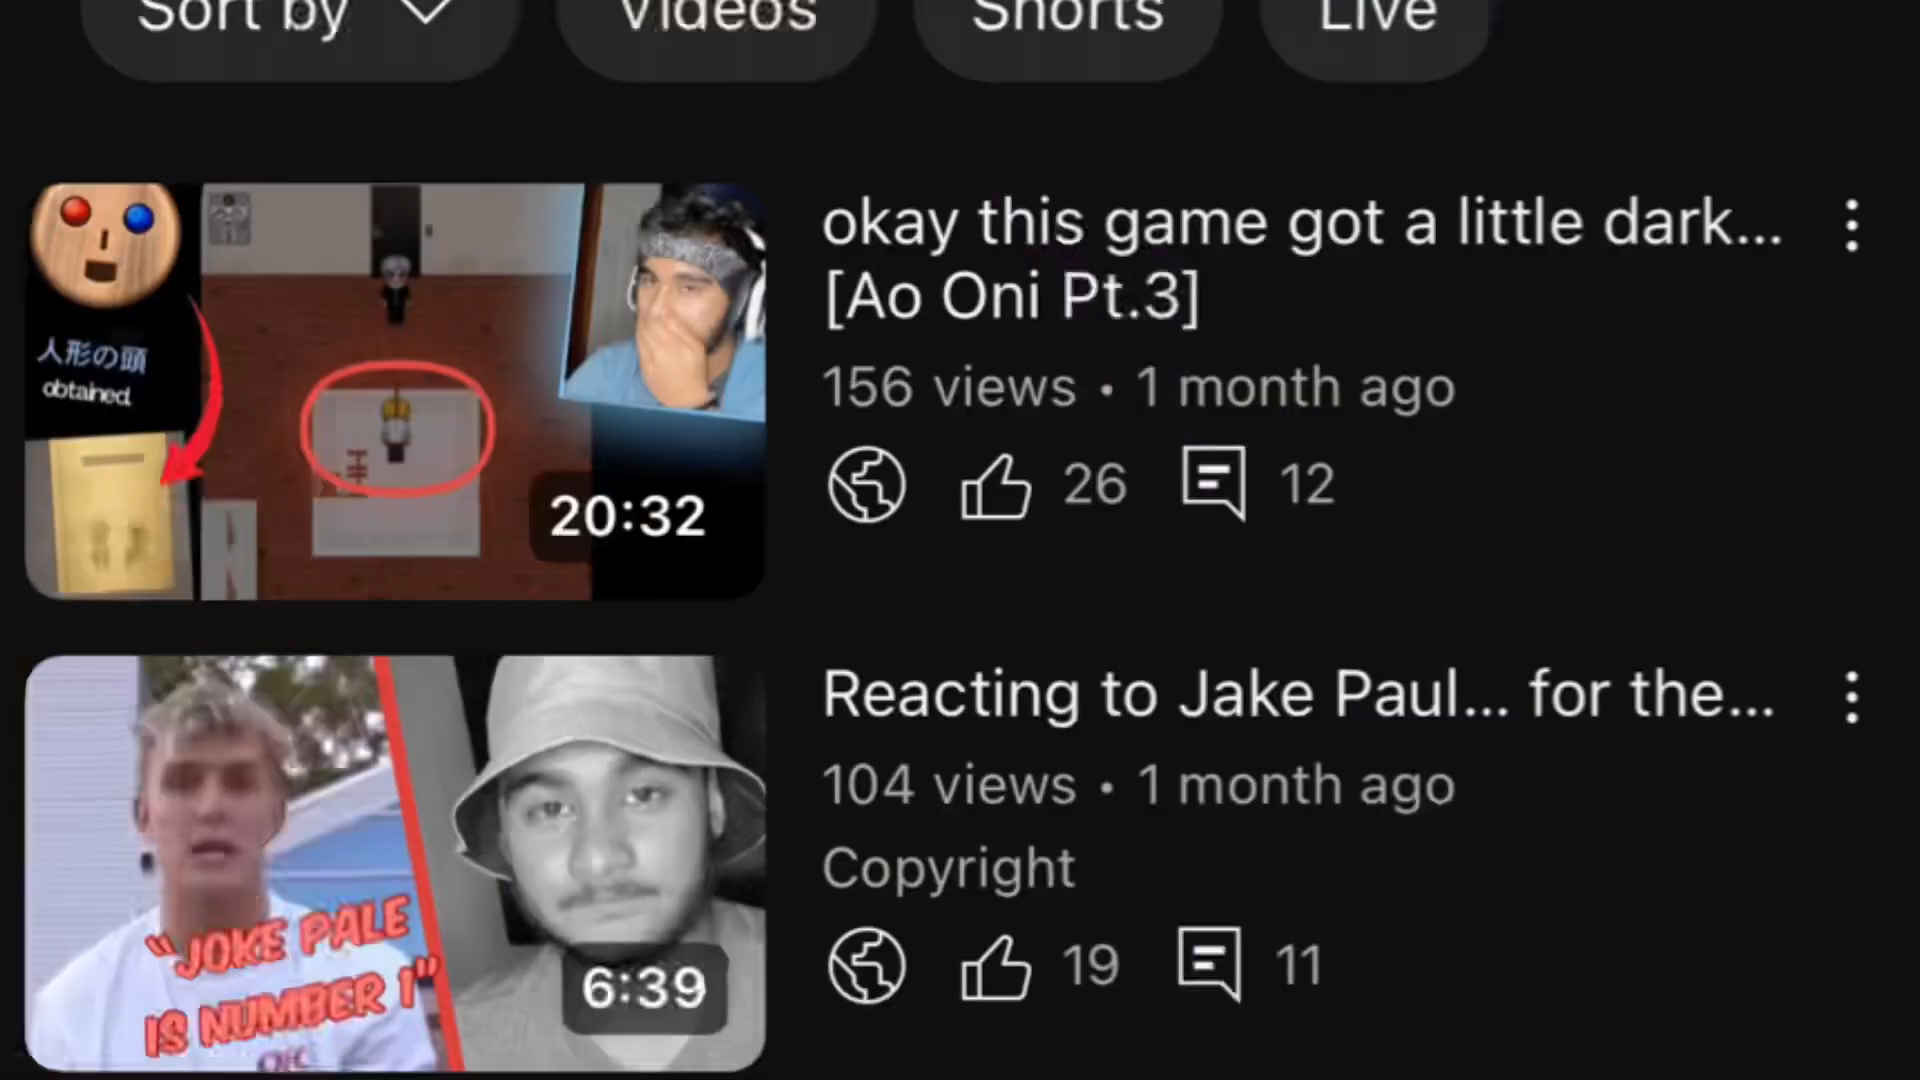 Sort by
Videos
Shorts
Live
人形の頭
obtained.
20:32
okay this game got a little dark...
[Ao Oni Pt.3]
156 views • 1 month ago
26
12
"JOKE PALE
IS NUMBER 1"
6:39
Reacting to Jake Paul... for the...
104 views • 1 month ago
Copyright
19
11